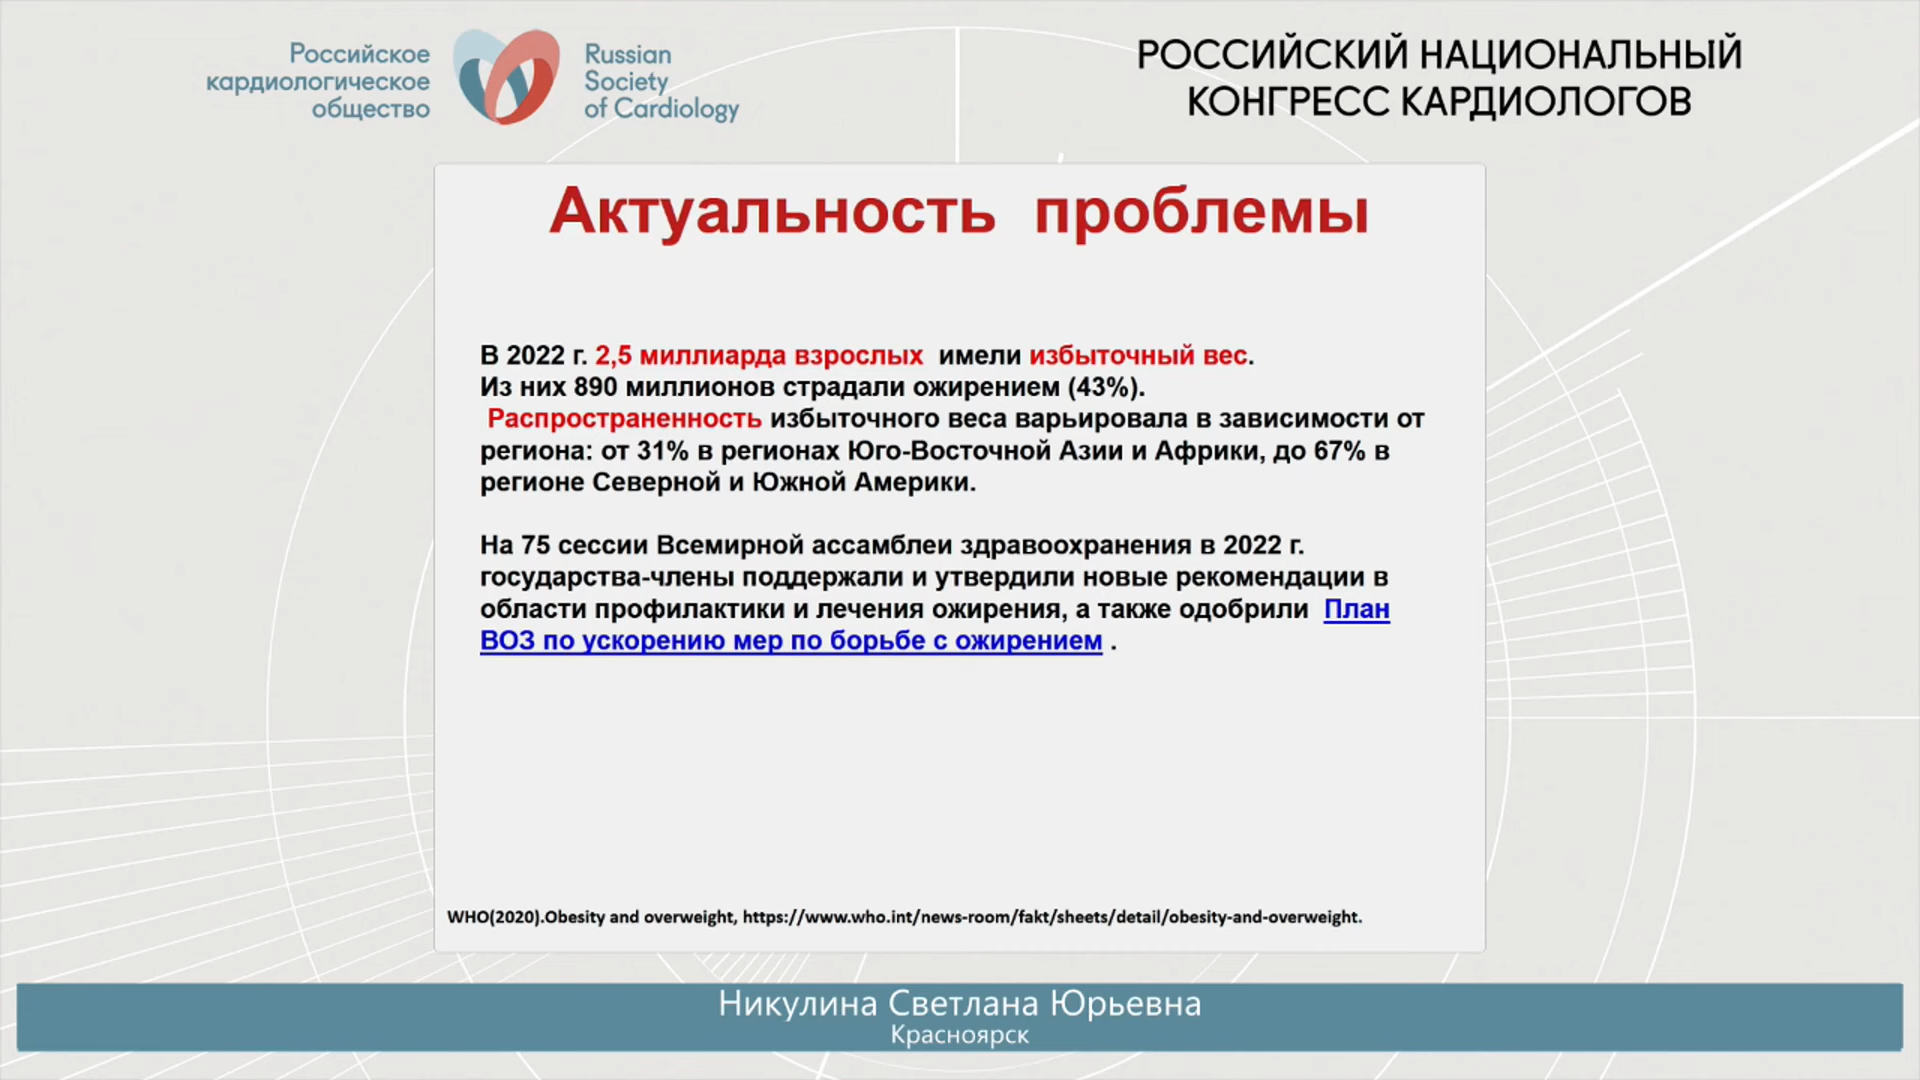 Российское
кардиологическое
общество
Russian
Society
of Cardiology
РОССИЙСКИЙ НАЦИОНАЛЬНЫЙ
КОНГРЕСС КАРДИОЛОГОВ
Актуальность проблемы
В 2022 г. 2,5 миллиарда взрослых имели избыточный вес.
Из них 890 миллионов страдали ожирением (43%).
Распространенность избыточного веса варьировала в зависимости от
региона: от 31% в регионах Юго-Восточной Азии и Африки, до 67% в
регионе Северной и Южной Америки.
На 75 сессии Всемирной ассамблеи здравоохранения в 2022 г.
государства-члены поддержали и утвердили новые рекомендации в
области профилактики и лечения ожирения, а также одобрили План
ВОЗ по ускорению мер по борьбе с ожирением .
WHO(2020).Obesity and overweight, https://www.who.int/news-room/fakt/sheets/detail/obesity-and-overweight.
Никулина Светлана Юрьевна
Красноярск